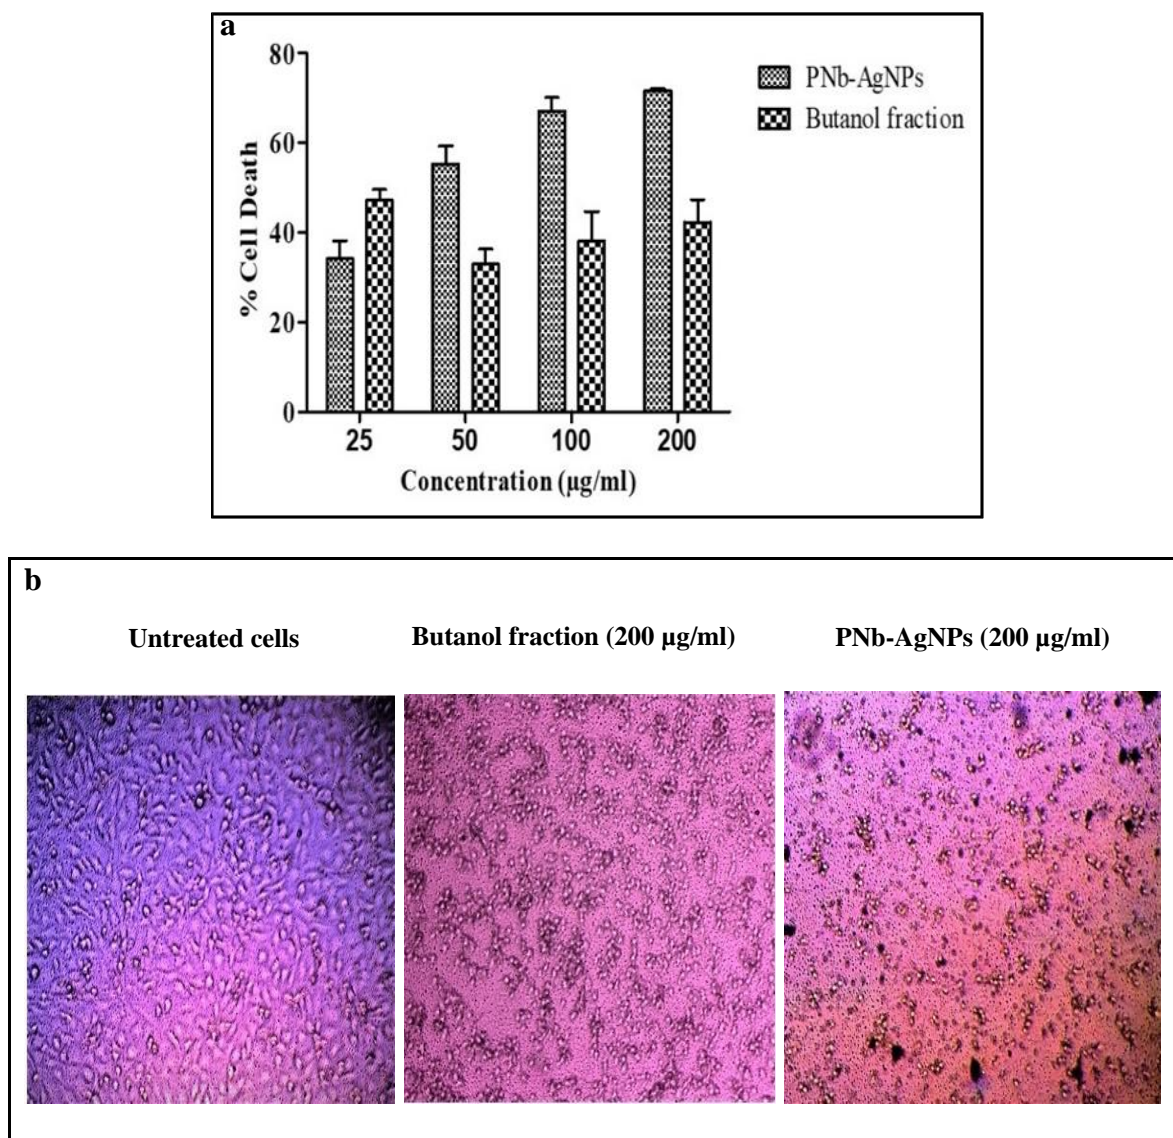 a
80
60
40
20
0
% Cell Death
25 50 100 200
Concentration (μg/ml)
PNb-AgNPs
Butanol fraction
b
Untreated cells
Butanol fraction (200 μg/ml)
PNb-AgNPs (200 μg/ml)